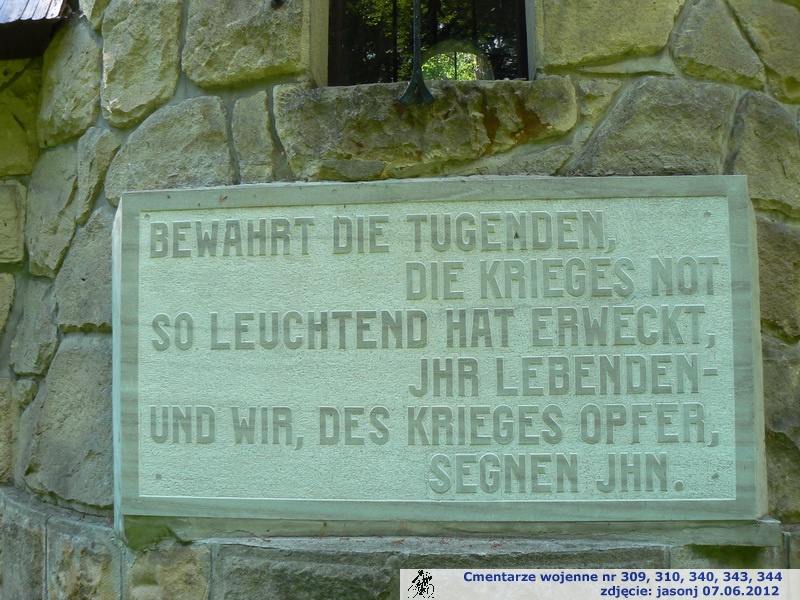 BEWAHRT DIE TUGENDEN,
DIE KRIEGES NOT
SO LEUCHTEND HAT ERWECKT,
JHR LEBENDEN-
UND WIR, DES KRIEGES OPFER,
SEGNEN JHN.
Cmentarze wojenne nr 309, 310, 340, 343, 344
zdjęcie: jasonj 07.06.2012